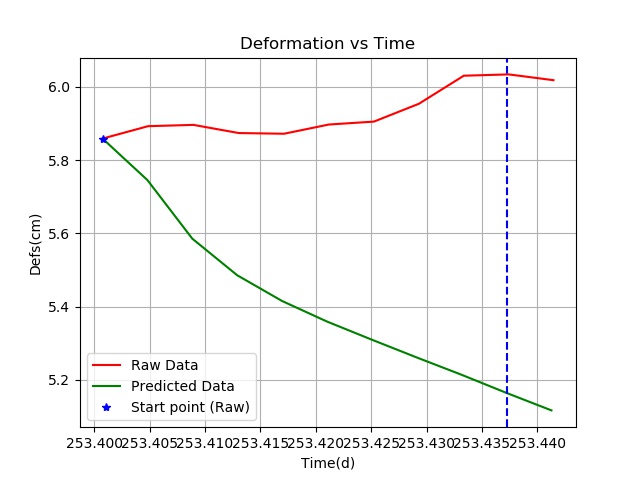 Deformation vs Time
Defs(cm)
6.0
5.8
5.6
5.4
5.2
Raw Data
Predicted Data
Start point (Raw)
253.400 253.405 253.410 253.415 253.420 253.425 253.430 253.435 253.440
Time(d)